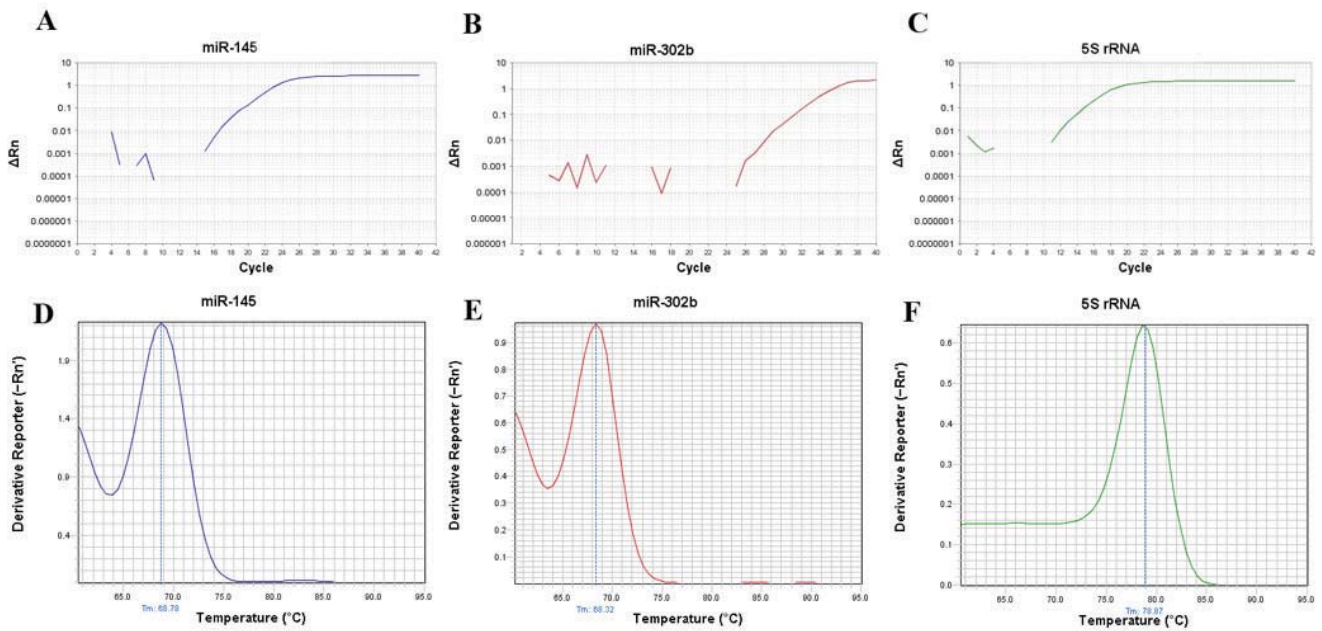 A
miR-145
ΔRn
10
1
0.1
0.01
0.001
0.0001
0.00001
0.000001
0.0000001
0 2 4 6 8 10 12 14 16 18 20 22 24 26 28 30 32 34 36 38 40 42
Cycle
B
miR-302b
ΔRn
10
1
0.1
0.01
0.001
0.0001
0.00001
0.000001
2 4 6 8 10 12 14 16 18 20 22 24 26 28 30 32 34 36 38 40
Cycle
C
5S rRNA
ΔRn
10
1
0.1
0.01
0.001
0.0001
0.00001
0.000001
0.0000001
0 2 4 6 8 10 12 14 16 18 20 22 24 26 28 30 32 34 36 38 40 42
Cycle
D
miR-145
Derivative Reporter (−Rn')
1.9
1.4
0.9
0.4
65.0 70.0 75.0 80.0 85.0 90.0 95.0
Tm: 68.78
Temperature (°C)
E
miR-302b
Derivative Reporter (−Rn')
0.9
0.8
0.7
0.6
0.5
0.4
0.3
0.2
0.1
65.0 70.0 75.0 80.0 85.0 90.0 95.0
Tm: 68.32
Temperature (°C)
F
5S rRNA
Derivative Reporter (−Rn')
0.6
0.5
0.4
0.3
0.2
0.1
0.0
65.0 70.0 75.0 80.0 85.0 90.0 95.0
Tm: 78.87
Temperature (°C)